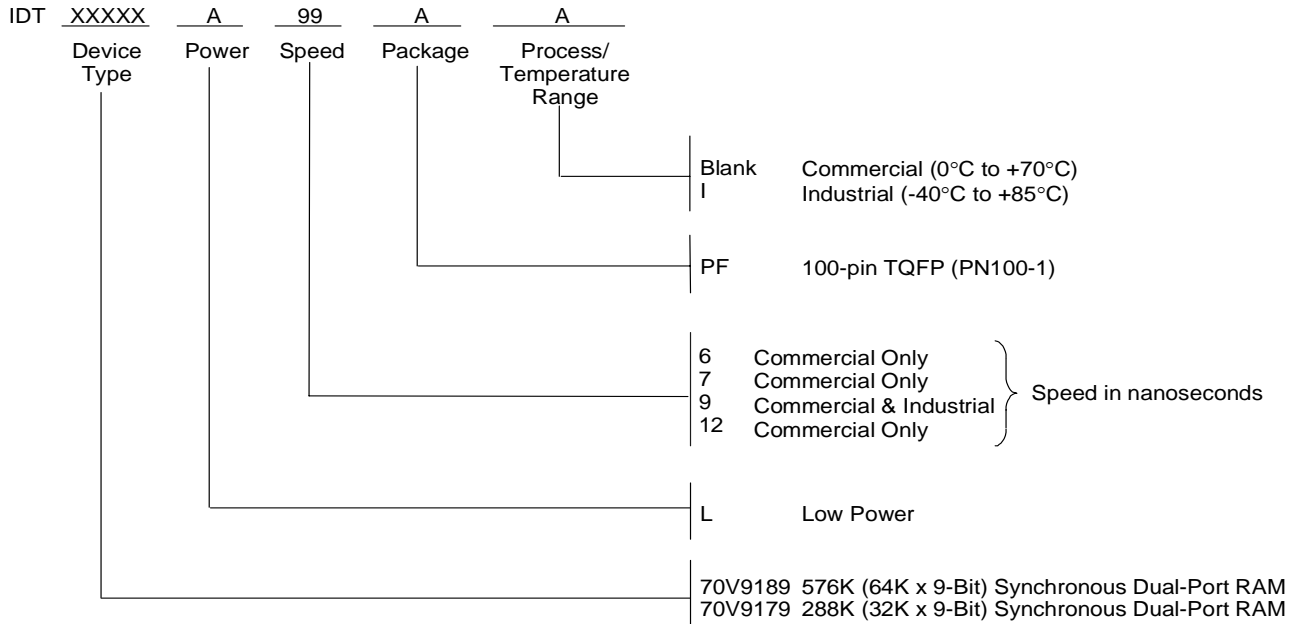 IDT XXXXX A 99 A A
Device Type Power Speed Package Process/ Temperature Range
Blank Commercial (0°C to +70°C)
I Industrial (-40°C to +85°C)
PF 100-pin TQFP (PN100-1)
6 Commercial Only
7 Commercial Only
9 Commercial & Industrial
12 Commercial Only
Speed in nanoseconds
L Low Power
70V9189 576K (64K x 9-Bit) Synchronous Dual-Port RAM
70V9179 288K (32K x 9-Bit) Synchronous Dual-Port RAM